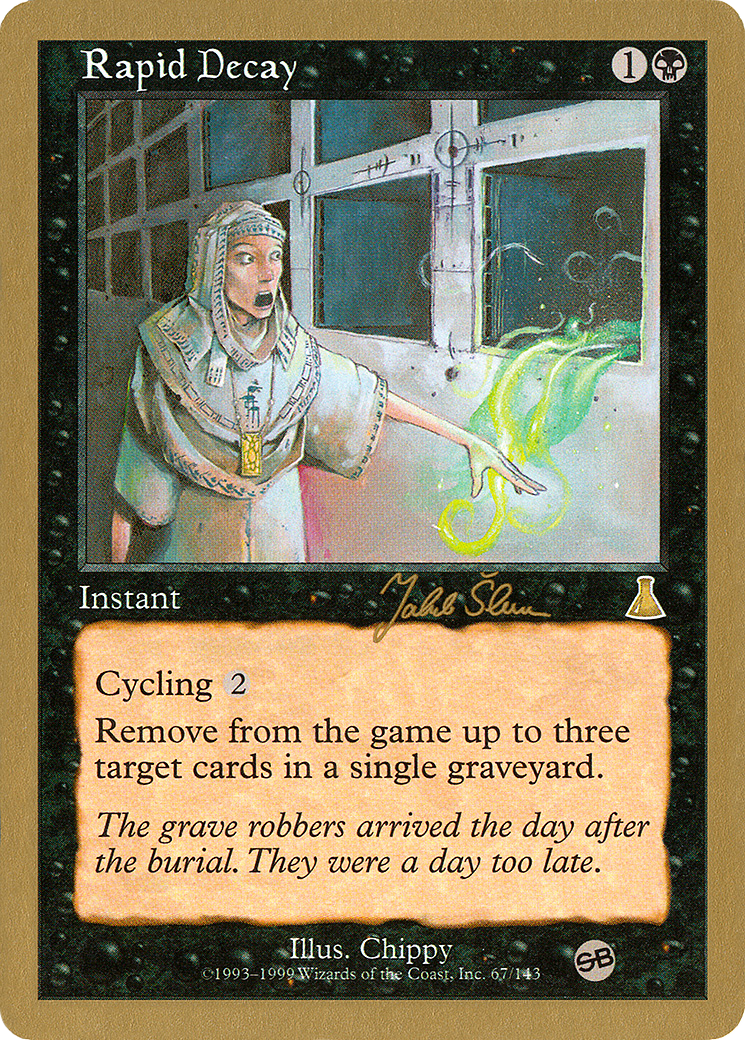 Rapid Decay 1
Instant
Jakub Šlemr
Cycling 2
Remove from the game up to three
target cards in a single graveyard.
The grave robbers arrived the day after
the burial. They were a day too late.
Illus. Chippy
©1993–1999 Wizards of the Coast, Inc. 67/143
SB